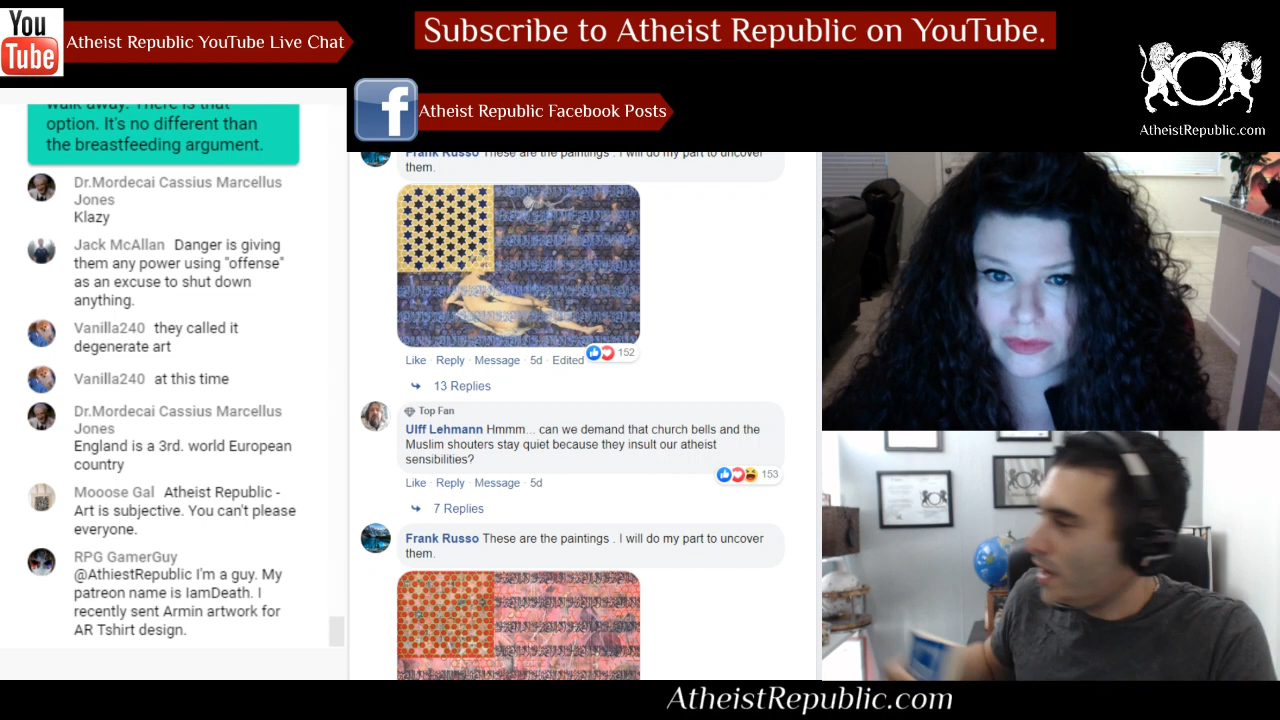 You
Tube
Atheist Republic YouTube Live Chat
Subscribe to Atheist Republic on YouTube.
AtheistRepublic.com
Atheist Republic Facebook Posts
walk away. There is that
option. It's no different than
the breastfeeding argument.
Dr.Mordecai Cassius Marcellus
Jones
Klazy
Jack McAllan Danger is giving
them any power using "offense"
as an excuse to shut down
anything.
Vanilla240 they called it
degenerate art
Vanilla240 at this time
Dr.Mordecai Cassius Marcellus
Jones
England is a 3rd. world European
country
Mooose Gal Atheist Republic -
Art is subjective. You can't please
everyone.
RPG GamerGuy
@AthiestRepublic I'm a guy. My
patreon name is IamDeath. I
recently sent Armin artwork for
AR Tshirt design.
Frank Russo These are the paintings . I will do my part to uncover
them.
Like · Reply · Message · 5d · Edited
152
13 Replies
Top Fan
Ulff Lehmann Hmmm... can we demand that church bells and the
Muslim shouters stay quiet because they insult our atheist
sensibilities?
153
Like · Reply · Message · 5d
7 Replies
Frank Russo These are the paintings . I will do my part to uncover
them.
AtheistRepublic.com